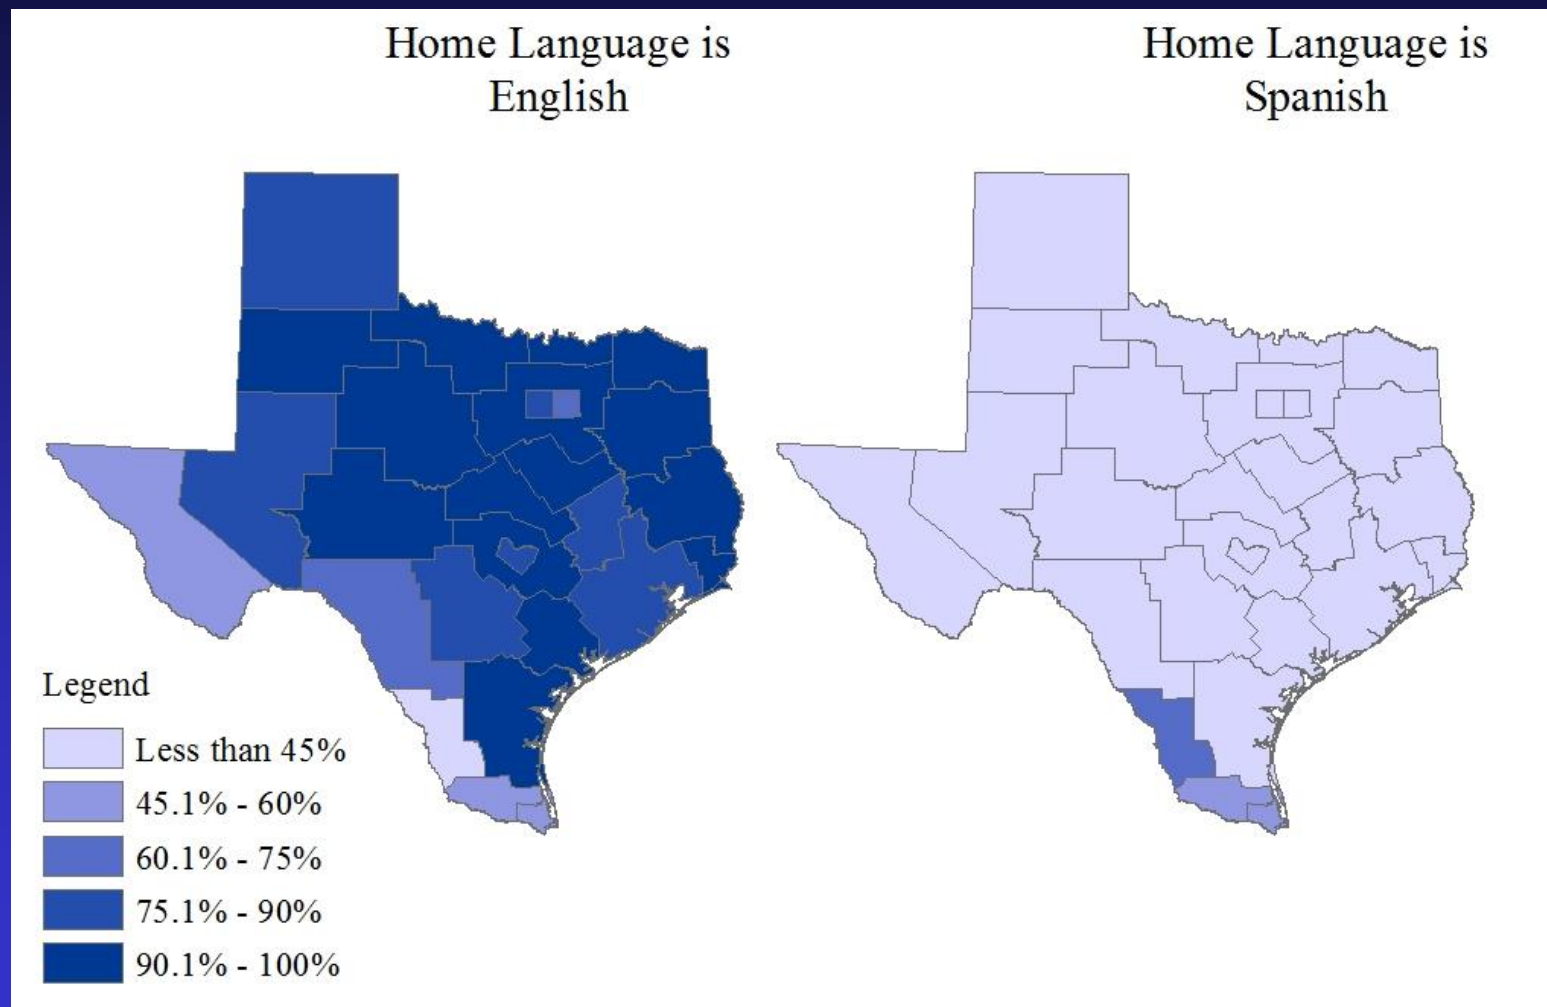 Home Language is
English
Home Language is
Spanish
Legend
Less than 45%
45.1% - 60%
60.1% - 75%
75.1% - 90%
90.1% - 100%